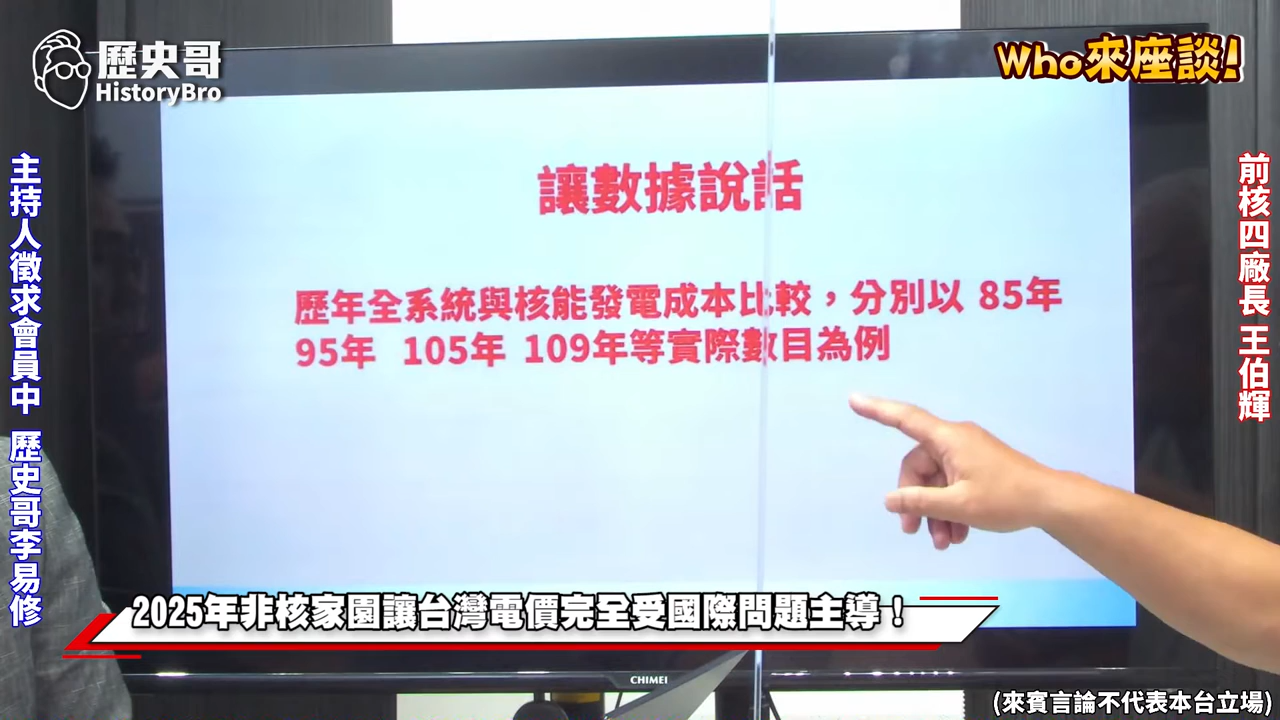 歷史哥
HistoryBro
Who來座談!
主持人徵求會員中 歷史哥李易修
前核四廠長 王伯輝
讓數據說話
歷年全系統與核能發電成本比較，分別以 85年
95年 105年 109年等實際數目為例
2025年非核家園讓台灣電價完全受國際問題主導！
CHIMEI
(來賓言論不代表本台立場)